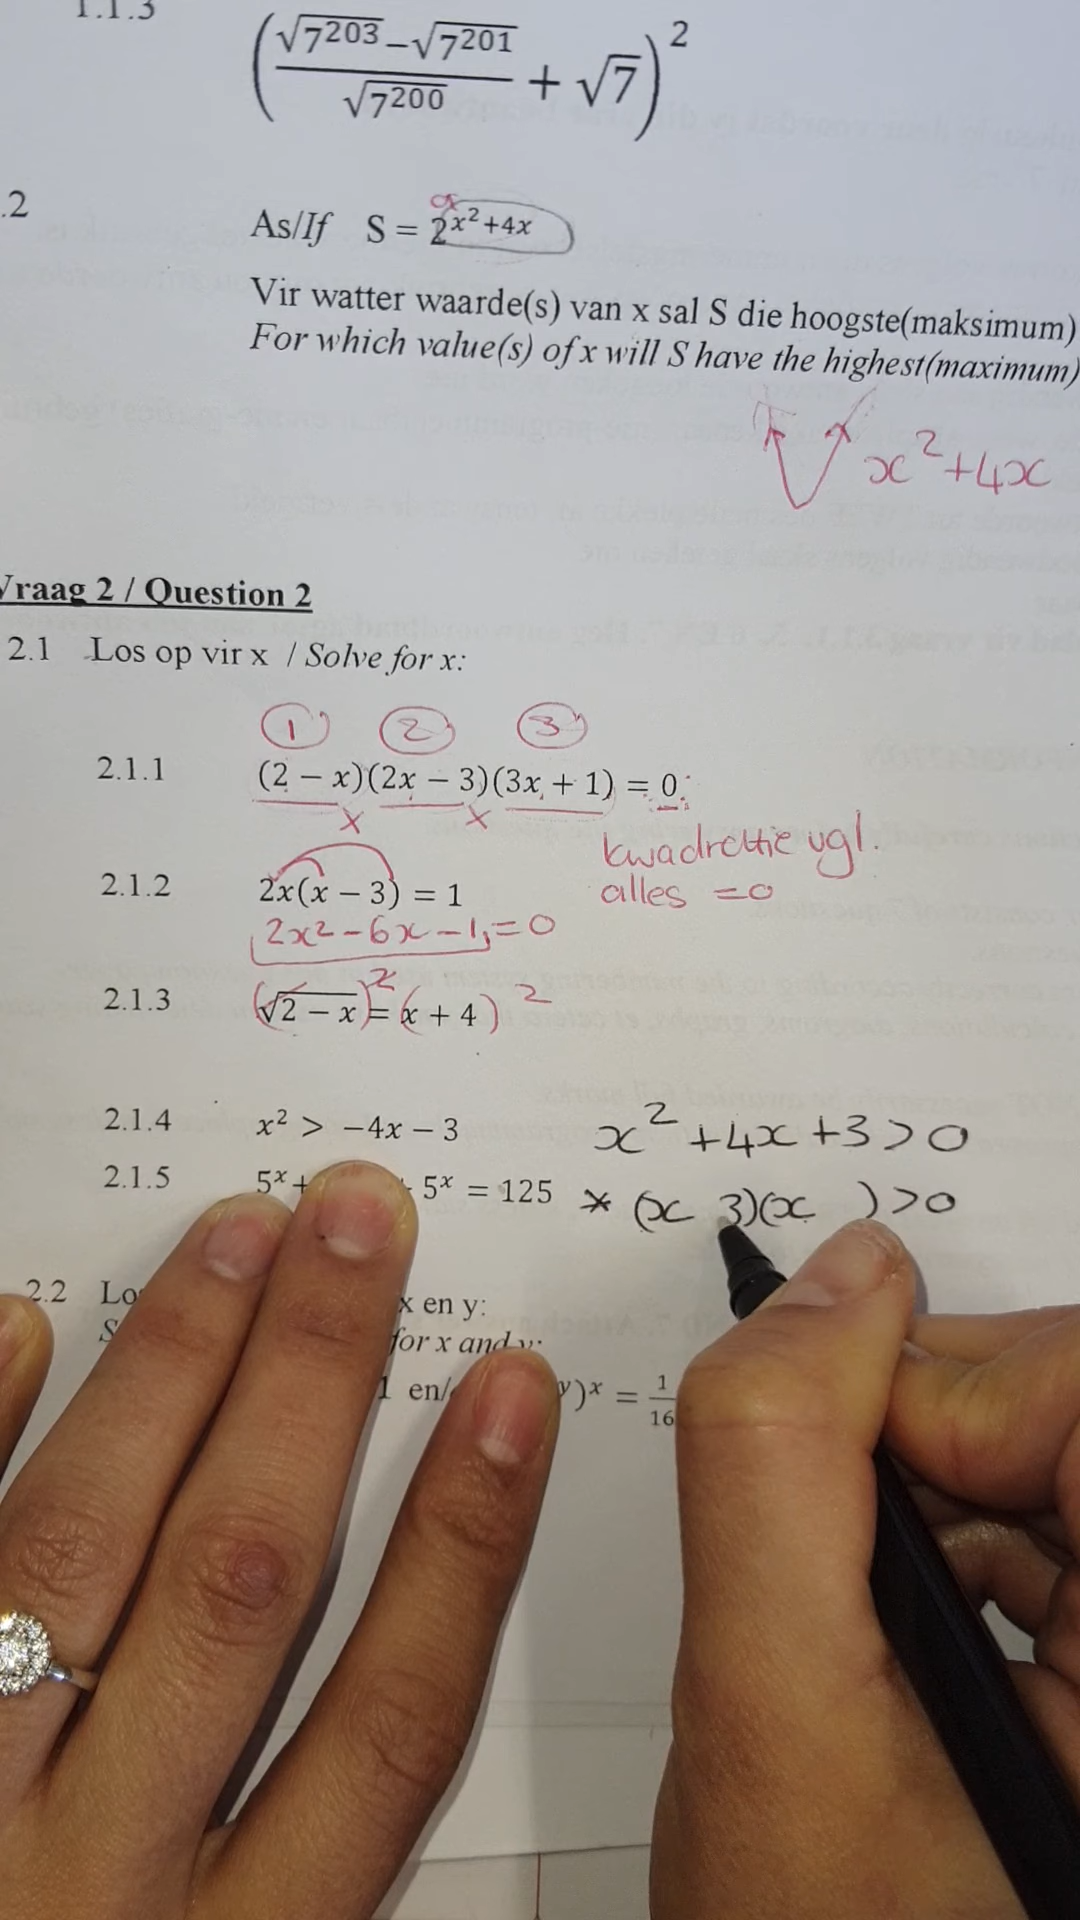 1.1.3 (√7²⁰³ − √7²⁰¹ / √7²⁰⁰ + √7)²
.2 As/If S = 2^(x²+4x)
Vir watter waarde(s) van x sal S die hoogste(maksimum)
For which value(s) of x will S have the highest(maximum)
x² + 4x
Vraag 2 / Question 2
2.1 Los op vir x / Solve for x:
1 2 3
2.1.1 (2 − x)(2x − 3)(3x + 1) = 0
x x
kwadratie vgl.
2.1.2 2x(x − 3) = 1 alles = 0
2x² − 6x − 1 = 0
2.1.3 (√2 − x)² = (x + 4)²
2.1.4 x² > −4x − 3 x² + 4x + 3 > 0
2.1.5 5ˣ + 5ˣ = 125 * (x 3)(x ) > 0
2.2 Lo x en y:
S for x and y:
1 en/ y)ˣ = 1/16